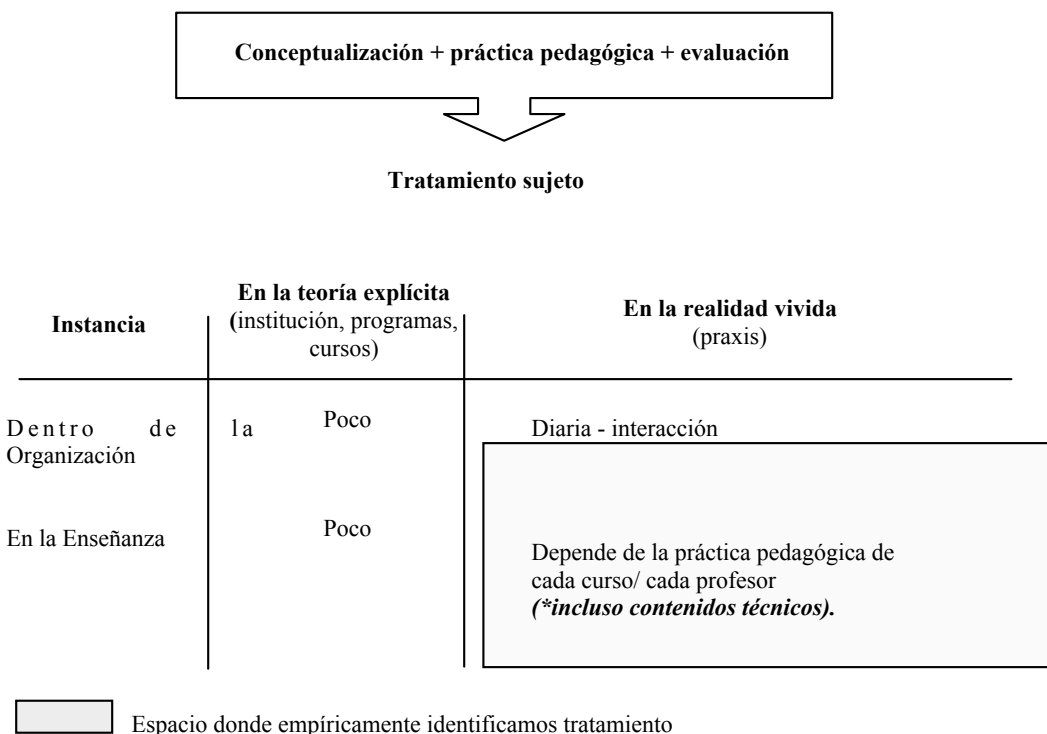 Conceptualización + práctica pedagógica + evaluación
Tratamiento sujeto
Instancia
En la teoría explícita
(institución, programas,
cursos)
En la realidad vivida
(praxis)
Dentro de la
Organización
Poco
Diaria - interacción
En la Enseñanza
Poco
Depende de la práctica pedagógica de
cada curso/ cada profesor
(*incluso contenidos técnicos).
Espacio donde empíricamente identificamos tratamiento